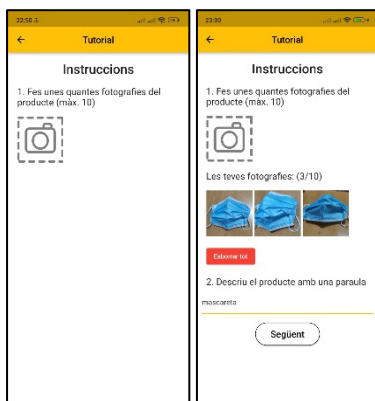 22:50
Tutorial
Instruccions
1. Fes unes quantes fotografies del
producte (màx. 10)
23:00
Tutorial
Instruccions
1. Fes unes quantes fotografies del
producte (màx. 10)
Les teves fotografies: (3/10)
Esborrar tot
2. Descriu el producte amb una paraula
mascareta
Següent